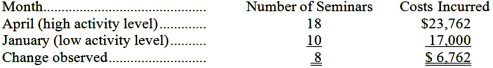 Month................................................ Number of Seminars Costs Incurred
April (high activity level)............. 18 $23,762
January (low activity level).......... 10 17,000
Change observed............................ 8 $ 6,762